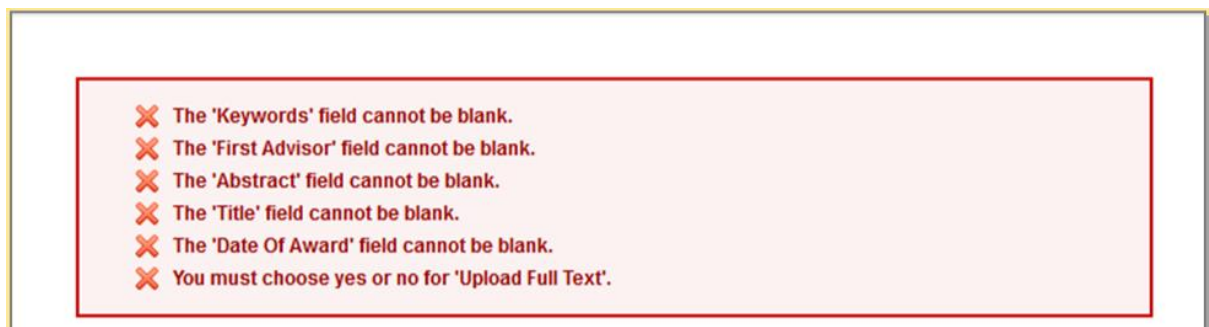 The 'Keywords' field cannot be blank.
The 'First Advisor' field cannot be blank.
The 'Abstract' field cannot be blank.
The 'Title' field cannot be blank.
The 'Date Of Award' field cannot be blank.
You must choose yes or no for 'Upload Full Text'.